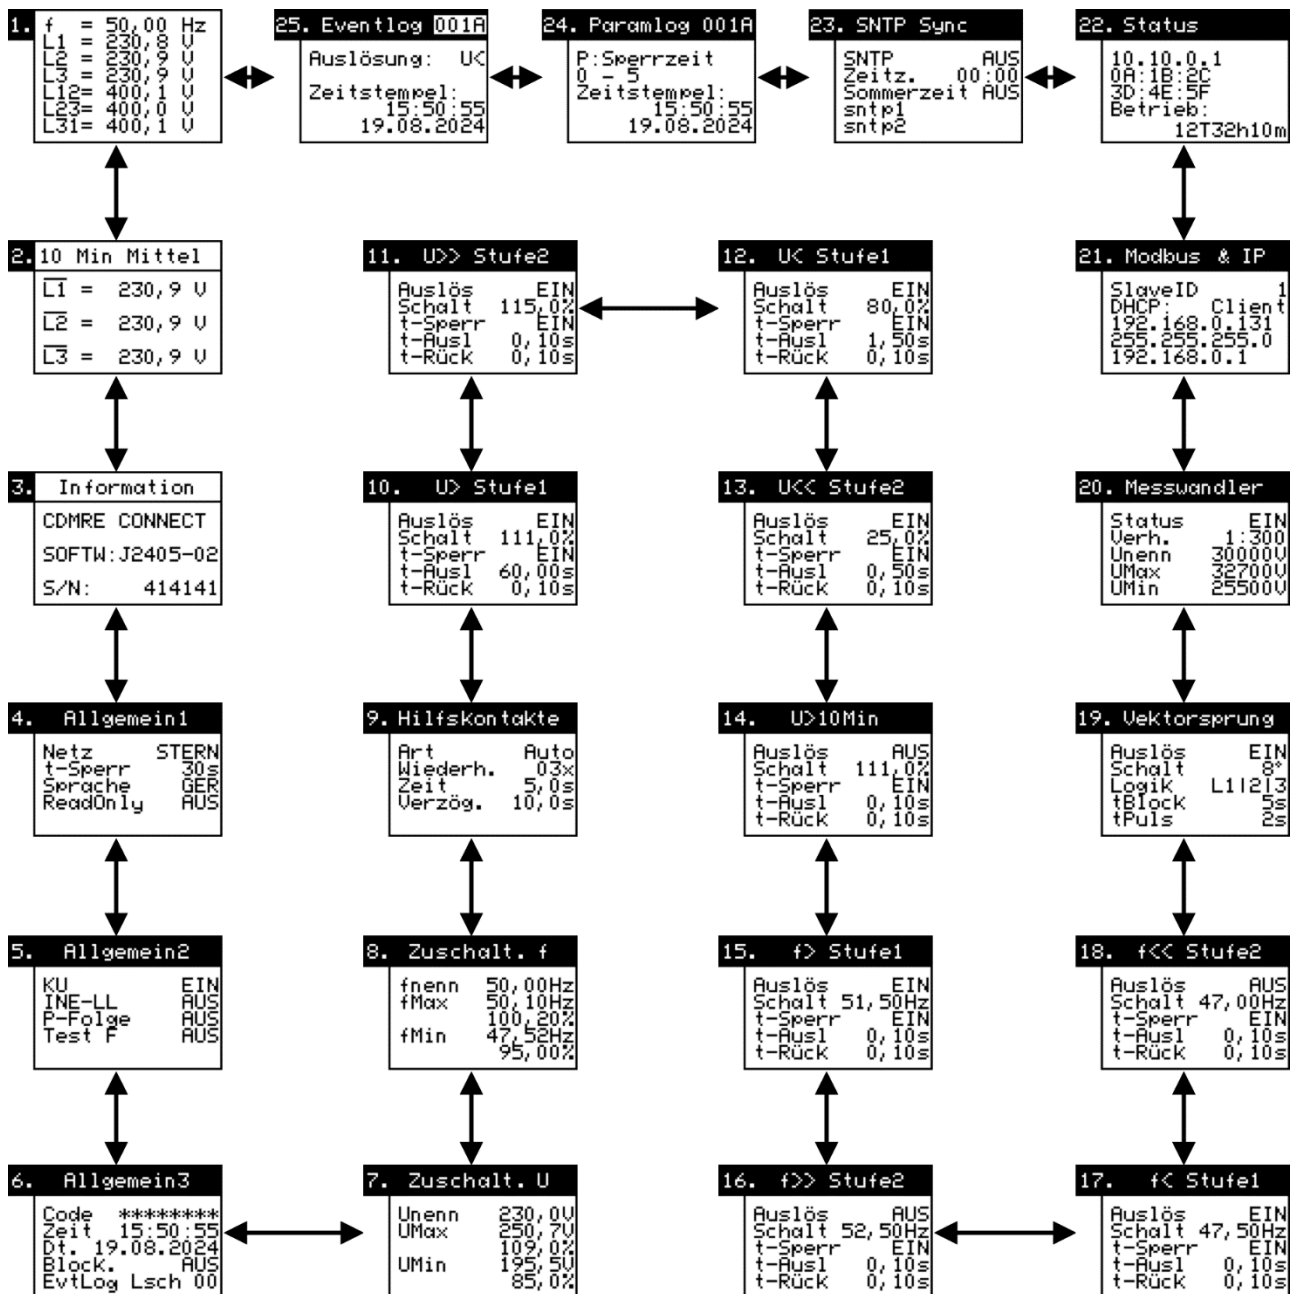 1.
f = 50,00 Hz
L1 = 230,8 V
L2 = 230,9 V
L3 = 230,9 V
L12= 400,1 V
L23= 400,0 V
L31= 400,1 V
25. Eventlog 001A
Auslösung: U<
Zeitstempel:
15:50:55
19.08.2024
24. Paramlog 001A
P:Sperrzeit
0 - 5
Zeitstempel:
15:50:55
19.08.2024
23. SNTP Sync
SNTP AUS
Zeitz. 00:00
Sommerzeit AUS
sntp1
sntp2
22. Status
10.10.0.1
0A:1B:2C
3D:4E:5F
Betrieb:
12T32h10m
2. 10 Min Mittel
L1 = 230,9 V
L2 = 230,9 V
L3 = 230,9 V
11. U>> Stufe2
Auslös EIN
Schalt 115,0%
t-Sperr EIN
t-Ausl 0,10s
t-Rück 0,10s
12. U< Stufe1
Auslös EIN
Schalt 80,0%
t-Sperr EIN
t-Ausl 1,50s
t-Rück 0,10s
21. Modbus & IP
SlaveID 1
DHCP: Client
192.168.0.131
255.255.255.0
192.168.0.1
3. Information
CDMRE CONNECT
SOFTW:J2405-02
S/N: 414141
10. U> Stufe1
Auslös EIN
Schalt 111,0%
t-Sperr EIN
t-Ausl 60,00s
t-Rück 0,10s
13. U<< Stufe2
Auslös EIN
Schalt 25,0%
t-Sperr EIN
t-Ausl 0,50s
t-Rück 0,10s
20. Messwandler
Status EIN
Verh. 1:300
Unenn 30000V
UMax 32700V
UMin 25500V
4. Allgemein1
Netz STERN
t-Sperr 30s
Sprache GER
ReadOnly AUS
9. Hilfskontakte
Art Auto
Wiederh. 03x
Zeit 5,0s
Verzög. 10,0s
14. U>10Min
Auslös AUS
Schalt 111,0%
t-Sperr EIN
t-Ausl 0,10s
t-Rück 0,10s
19. Vektorsprung
Auslös EIN
Schalt 8°
Logik L1|2|3
tBlock 5s
tPuls 2s
5. Allgemein2
KU EIN
INE-LL AUS
P-Folge AUS
Test F AUS
8. Zuschalt. f
fnenn 50,00Hz
fMax 50,10Hz
100,20%
fMin 47,52Hz
95,00%
15. f> Stufe1
Auslös EIN
Schalt 51,50Hz
t-Sperr EIN
t-Ausl 0,10s
t-Rück 0,10s
18. f<< Stufe2
Auslös AUS
Schalt 47,00Hz
t-Sperr EIN
t-Ausl 0,10s
t-Rück 0,10s
6. Allgemein3
Code ********
Zeit 15:50:55
Dt. 19.08.2024
Block. AUS
EvtLog Lsch 00
7. Zuschalt. U
Unenn 230,0V
UMax 250,7V
109,0%
UMin 195,5V
85,0%
16. f>> Stufe2
Auslös AUS
Schalt 52,50Hz
t-Sperr EIN
t-Ausl 0,10s
t-Rück 0,10s
17. f< Stufe1
Auslös EIN
Schalt 47,50Hz
t-Sperr EIN
t-Ausl 0,10s
t-Rück 0,10s